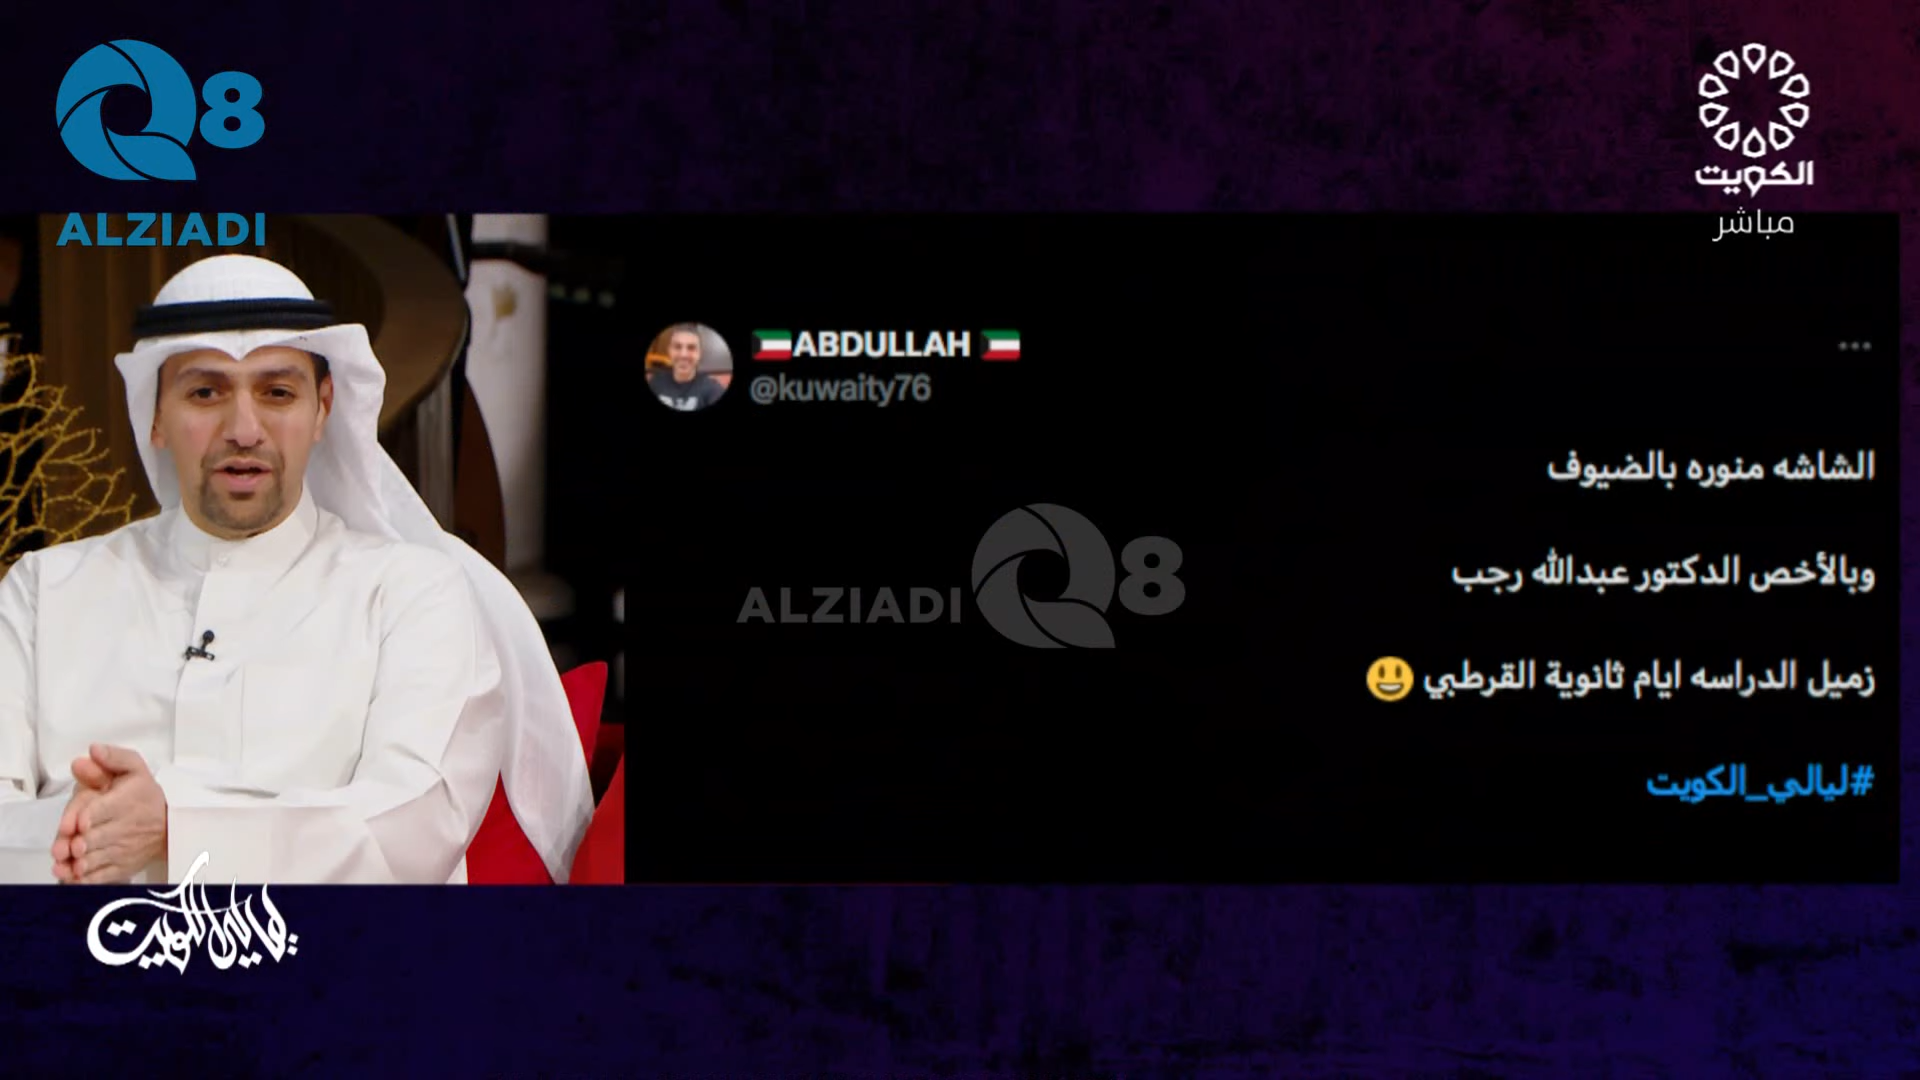 Q8
ALZIADI
الكويت
مباشر
ABDULLAH
@kuwaity76
الشاشه منوره بالضيوف
وبالأخص الدكتور عبدالله رجب
زميل الدراسه ايام ثانوية القرطبي 😃
#ليالي_الكويت
ALZIADI Q8
ليالي الكويت